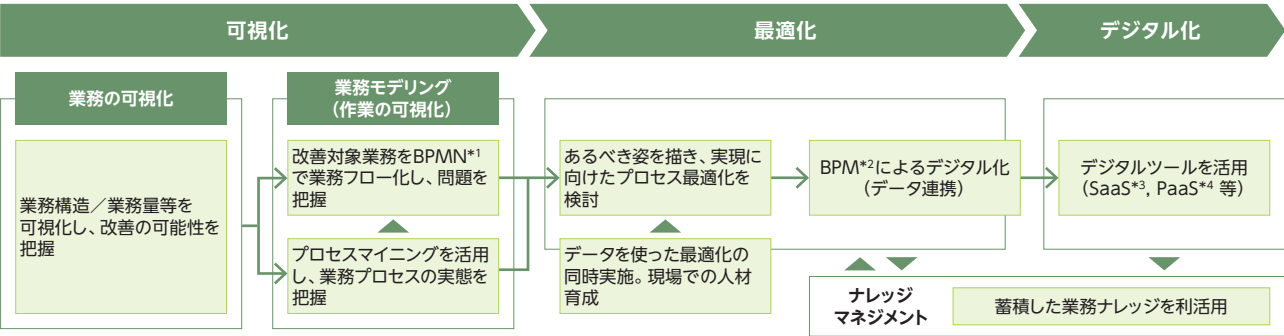 可視化
最適化
デジタル化
業務の可視化
業務構造／業務量等を
可視化し、改善の可能性を
把握
業務モデリング
（作業の可視化）
改善対象業務をBPMN*1
で業務フロー化し、問題を
把握
プロセスマイニングを活用
し、業務プロセスの実態を
把握
あるべき姿を描き、実現に
向けたプロセス最適化を
検討
データを使った最適化の
同時実施。現場での人材
育成
BPM*2によるデジタル化
（データ連携）
デジタルツールを活用
（SaaS*3, PaaS*4 等）
ナレッジ
マネジメント
蓄積した業務ナレッジを利活用